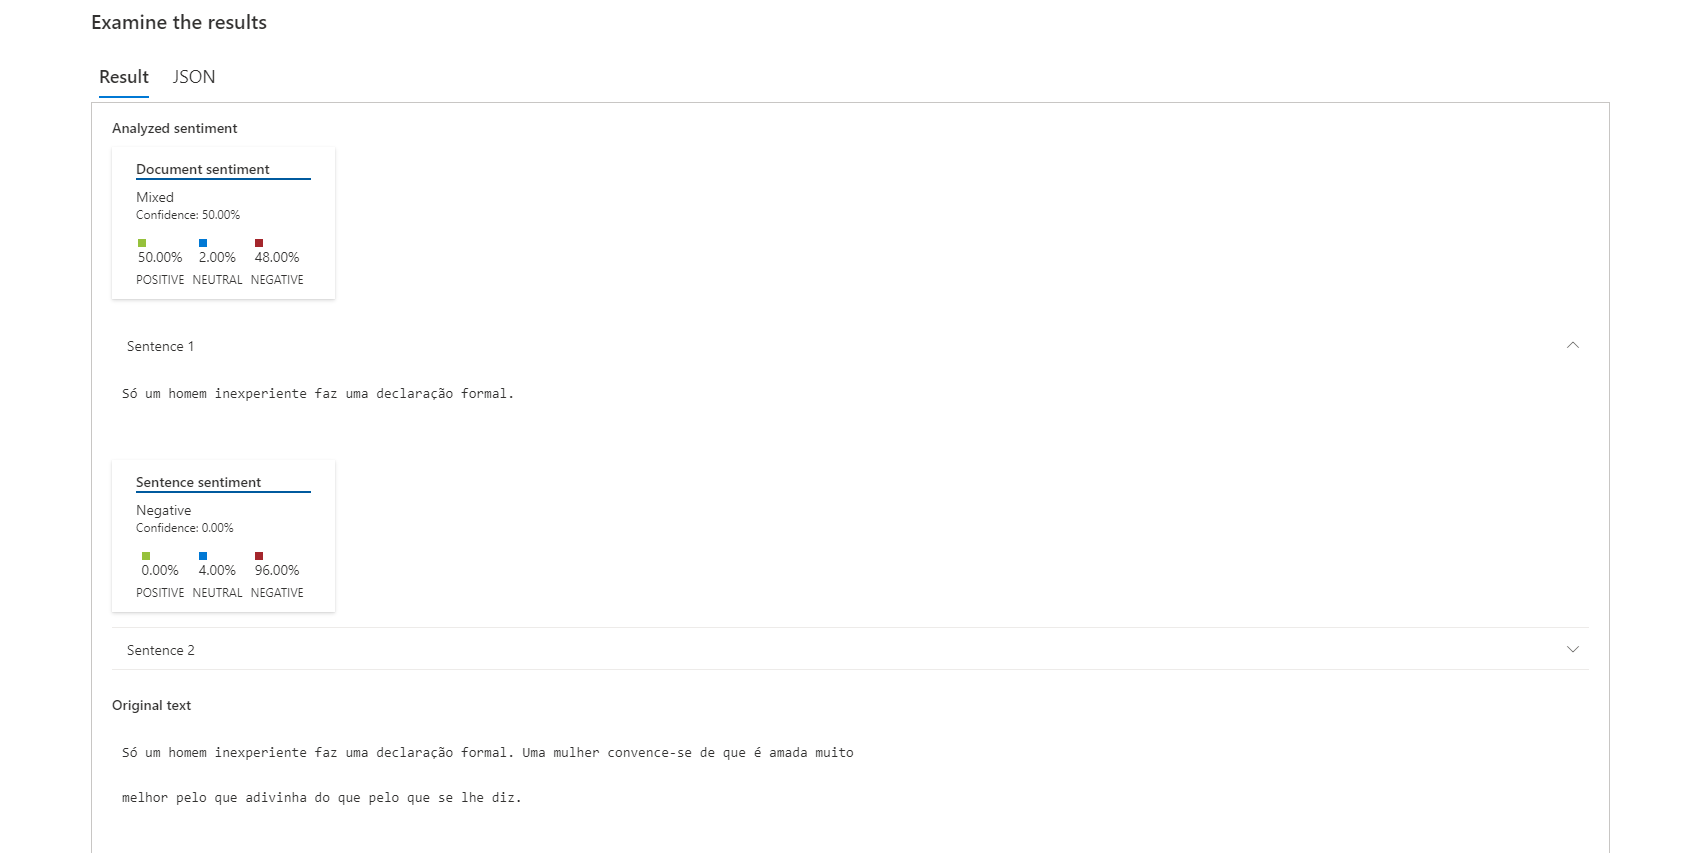 Examine the results
Result JSON
Analyzed sentiment
Document sentiment
Mixed
Confidence: 50.00%
50.00% 2.00% 48.00%
POSITIVE NEUTRAL NEGATIVE
Sentence 1
Só um homem inexperiente faz uma declaração formal.
Sentence sentiment
Negative
Confidence: 0.00%
0.00% 4.00% 96.00%
POSITIVE NEUTRAL NEGATIVE
Sentence 2
Original text
Só um homem inexperiente faz uma declaração formal. Uma mulher convence-se de que é amada muito
melhor pelo que adivinha do que pelo que se lhe diz.